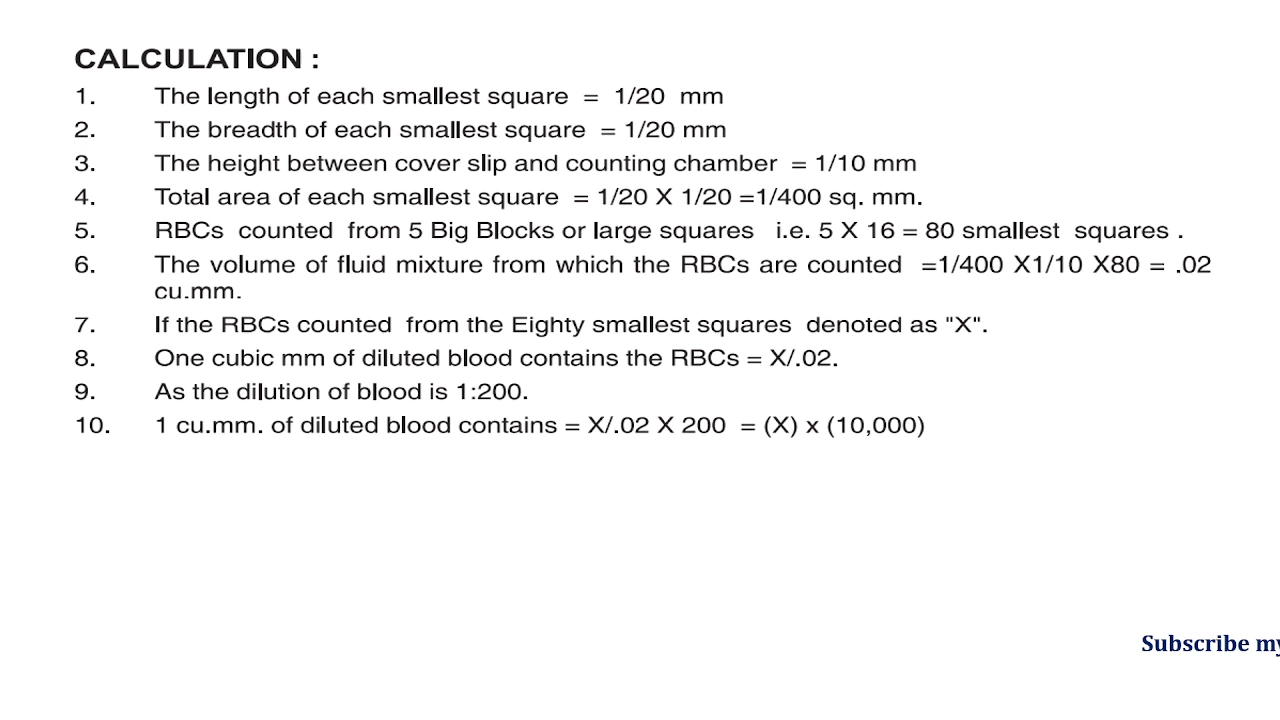 CALCULATION :
1. The length of each smallest square = 1/20 mm
2. The breadth of each smallest square = 1/20 mm
3. The height between cover slip and counting chamber = 1/10 mm
4. Total area of each smallest square = 1/20 X 1/20 =1/400 sq. mm.
5. RBCs counted from 5 Big Blocks or large squares i.e. 5 X 16 = 80 smallest squares .
6. The volume of fluid mixture from which the RBCs are counted =1/400 X1/10 X80 = .02
cu.mm.
7. If the RBCs counted from the Eighty smallest squares denoted as "X".
8. One cubic mm of diluted blood contains the RBCs = X/.02.
9. As the dilution of blood is 1:200.
10. 1 cu.mm. of diluted blood contains = X/.02 X 200 = (X) x (10,000)
Subscribe my